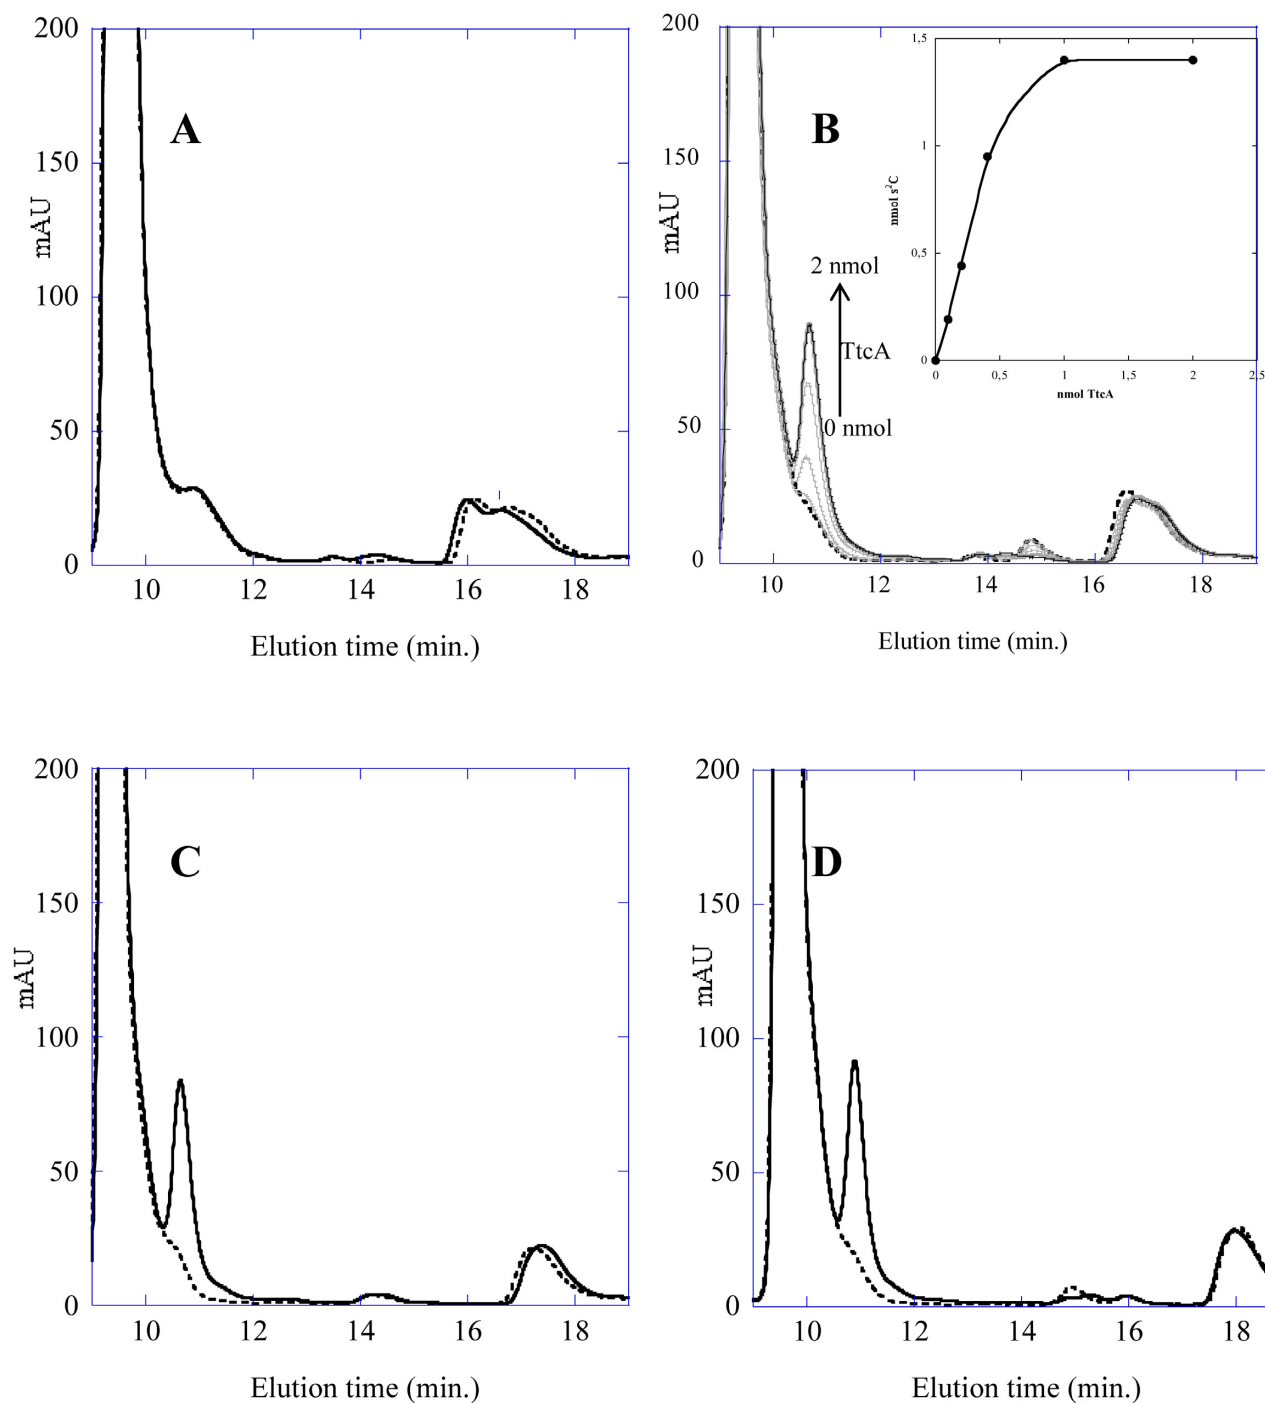 200
150
100
50
0
mAU
A
10 12 14 16 18
Elution time (min.)
200
150
100
50
0
mAU
B
2 nmol
TtcA
0 nmol
10 12 14 16 18
Elution time (min.)
1,5
1
0,5
0
nmol s²C
0 0,5 1 1,5 2 2,5
nmol TtcA
200
150
100
50
0
mAU
C
10 12 14 16 18
Elution time (min.)
200
150
100
50
0
mAU
D
10 12 14 16 18
Elution time (min.)